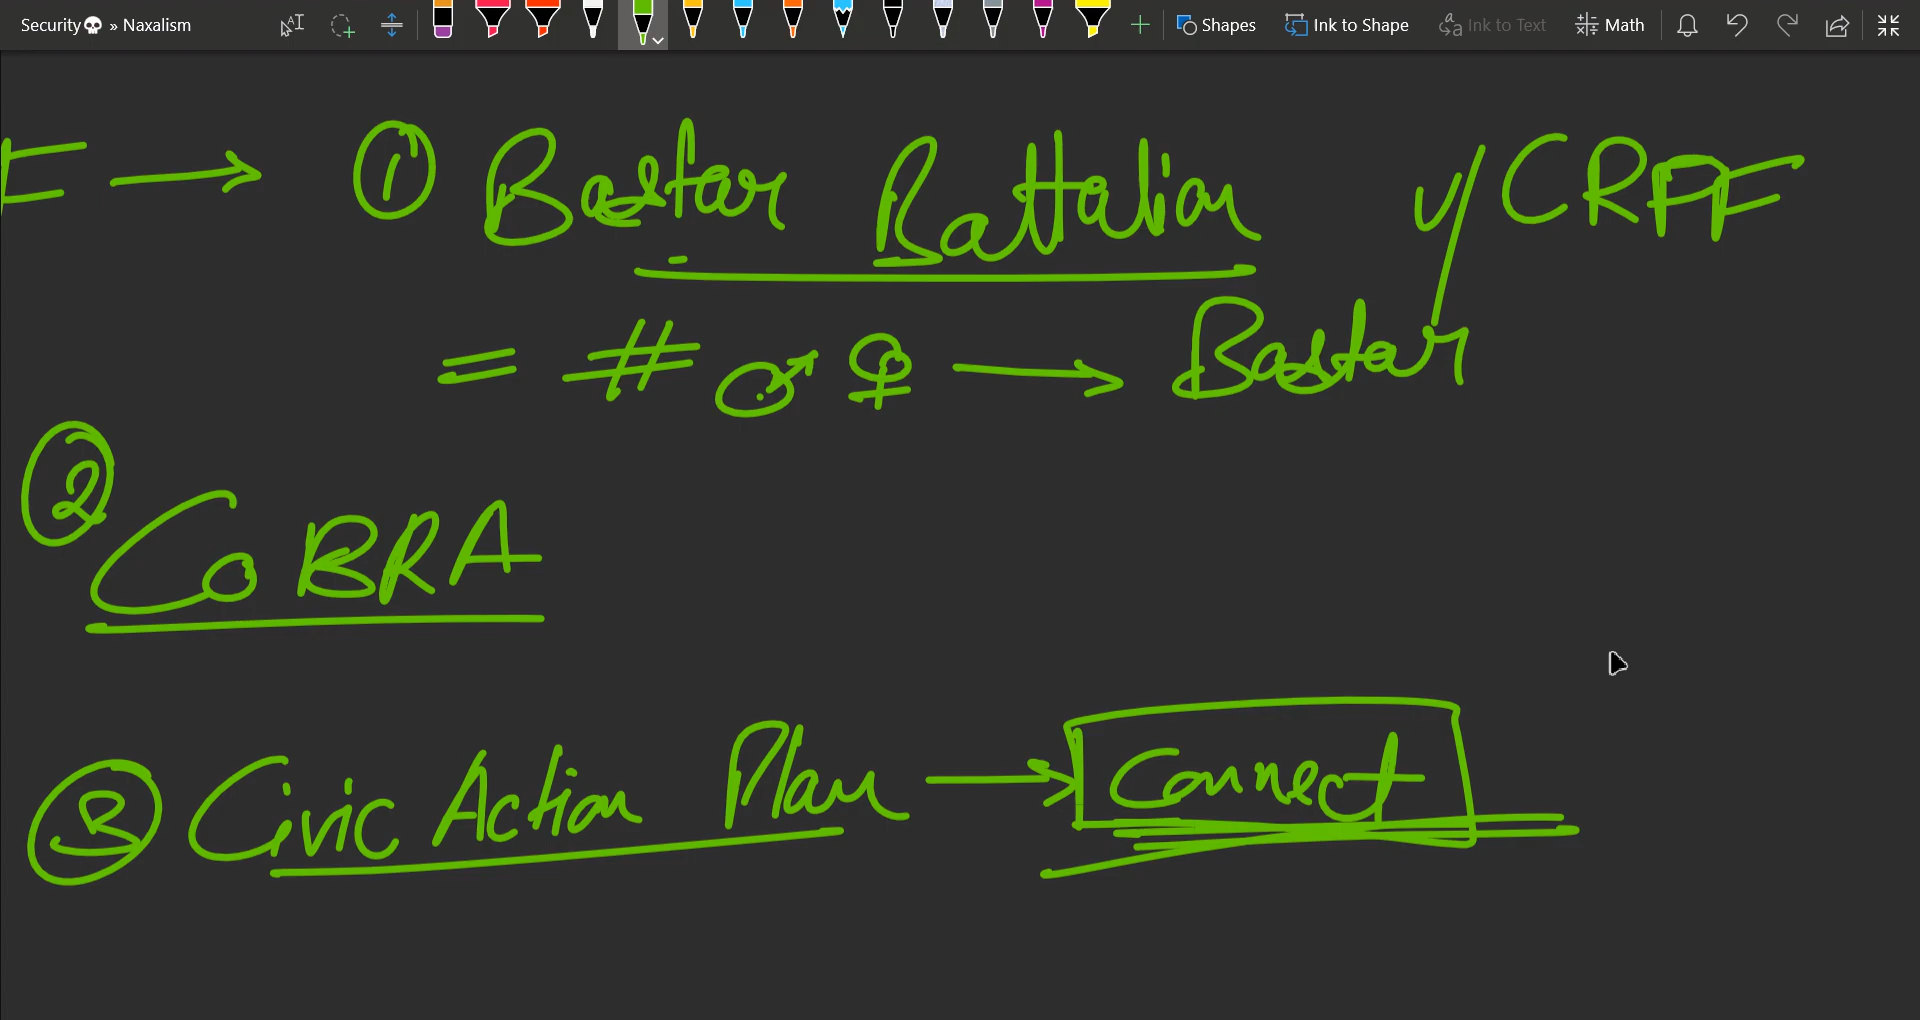 Security💀 » Naxalism
Shapes Ink to Shape Ink to Text Math
E → ① Bastar Battalion y/ CRPF
= # ♂ ♀ → Bastar
② CoBRA
③ Civic Action Plan → Connect